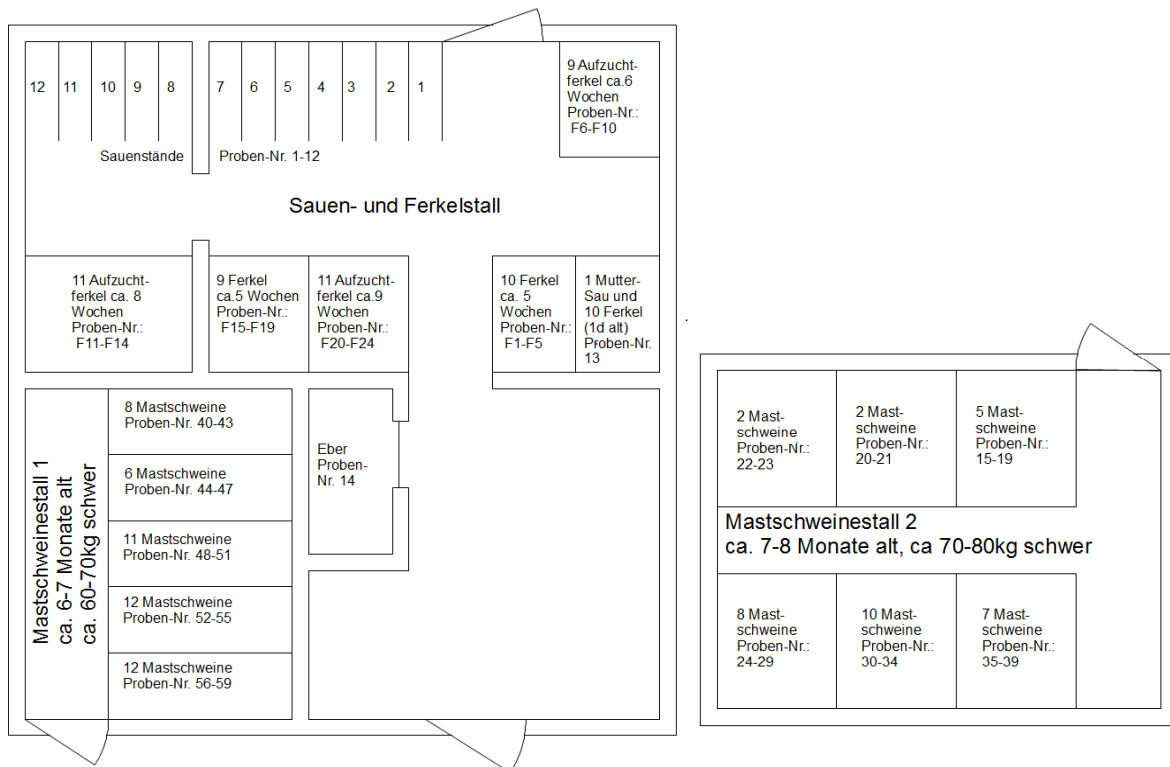 12 11 10 9 8 7 6 5 4 3 2 1
Sauenstände Proben-Nr. 1-12
9 Aufzucht-
ferkel ca.6
Wochen
Proben-Nr.:
F6-F10
Sauen- und Ferkelstall
11 Aufzucht-
ferkel ca. 8
Wochen
Proben-Nr.:
F11-F14
9 Ferkel
ca.5 Wochen
Proben-Nr.:
F15-F19
11 Aufzucht-
ferkel ca.9
Wochen
Proben-Nr.:
F20-F24
10 Ferkel
ca. 5
Wochen
Proben-Nr.:
F1-F5
1 Mutter-
Sau und
10 Ferkel
(1d alt)
Proben-Nr.
13
Mastschweinestall 1
ca. 6-7 Monate alt
ca. 60-70kg schwer
8 Mastschweine
Proben-Nr. 40-43
6 Mastschweine
Proben-Nr. 44-47
11 Mastschweine
Proben-Nr. 48-51
12 Mastschweine
Proben-Nr. 52-55
12 Mastschweine
Proben-Nr. 56-59
Eber
Proben-
Nr. 14
2 Mast-
schweine
Proben-Nr.:
22-23
2 Mast-
schweine
Proben-Nr.:
20-21
5 Mast-
schweine
Proben-Nr.:
15-19
Mastschweinestall 2
ca. 7-8 Monate alt, ca 70-80kg schwer
8 Mast-
schweine
Proben-Nr.:
24-29
10 Mast-
schweine
Proben-Nr.:
30-34
7 Mast-
schweine
Proben-Nr.:
35-39